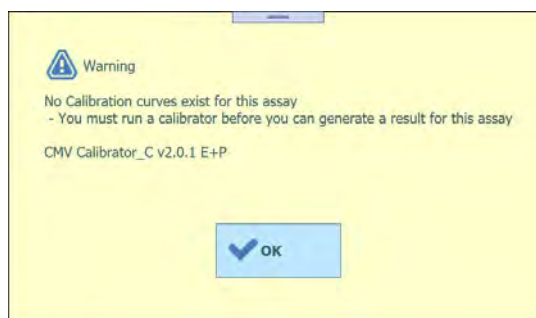 Warning
No Calibration curves exist for this assay
- You must run a calibrator before you can generate a result for this assay
CMV Calibrator_C v2.0.1 E+P
OK